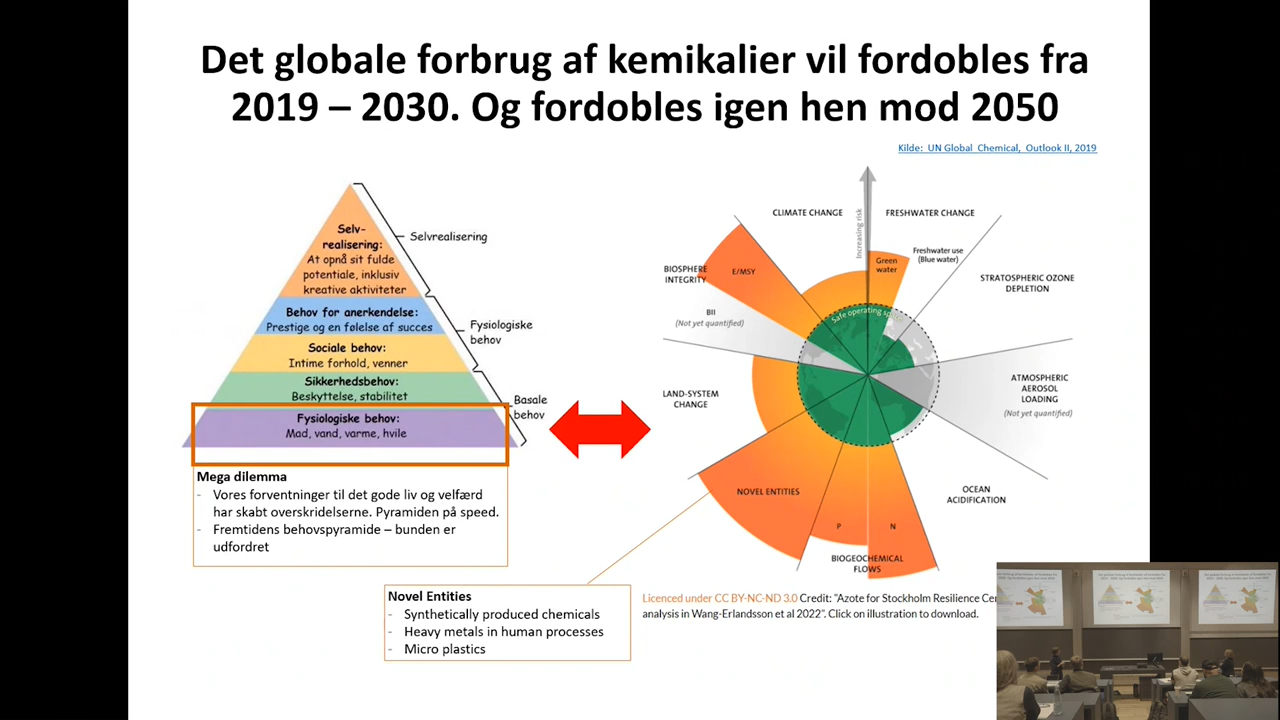 Det globale forbrug af kemikalier vil fordobles fra
2019 – 2030. Og fordobles igen hen mod 2050
Kilde: UN Global Chemical, Outlook II, 2019
Selv-
realisering:
At opnå sit fulde
potentiale, inklusiv
kreative aktiviteter
Selvrealisering
Behov for anerkendelse:
Prestige og en følelse af succes
Fysiologiske
behov
Sociale behov:
Intime forhold, venner
Sikkerhedsbehov:
Beskyttelse, stabilitet
Basale
behov
Fysiologiske behov:
Mad, vand, varme, hvile
Mega dilemma
- Vores forventninger til det gode liv og velfærd
har skabt overskridelserne. Pyramiden på speed.
- Fremtidens behovspyramide – bunden er
udfordret
CLIMATE CHANGE
Increasing risk
FRESHWATER CHANGE
Green
water
Freshwater use
(Blue water)
BIOSPHERE
INTEGRITY
E/MSY
STRATOSPHERIC OZONE
DEPLETION
BII
(Not yet quantified)
Safe operating
LAND-SYSTEM
CHANGE
ATMOSPHERIC
AEROSOL
LOADING
(Not yet quantified)
NOVEL ENTITIES
OCEAN
ACIDIFICATION
P
N
BIOGEOCHEMICAL
FLOWS
Novel Entities
- Synthetically produced chemicals
- Heavy metals in human processes
- Micro plastics
Licenced under CC BY-NC-ND 3.0 Credit: "Azote for Stockholm Resilience
analysis in Wang-Erlandsson et al 2022". Click on illustration to download.